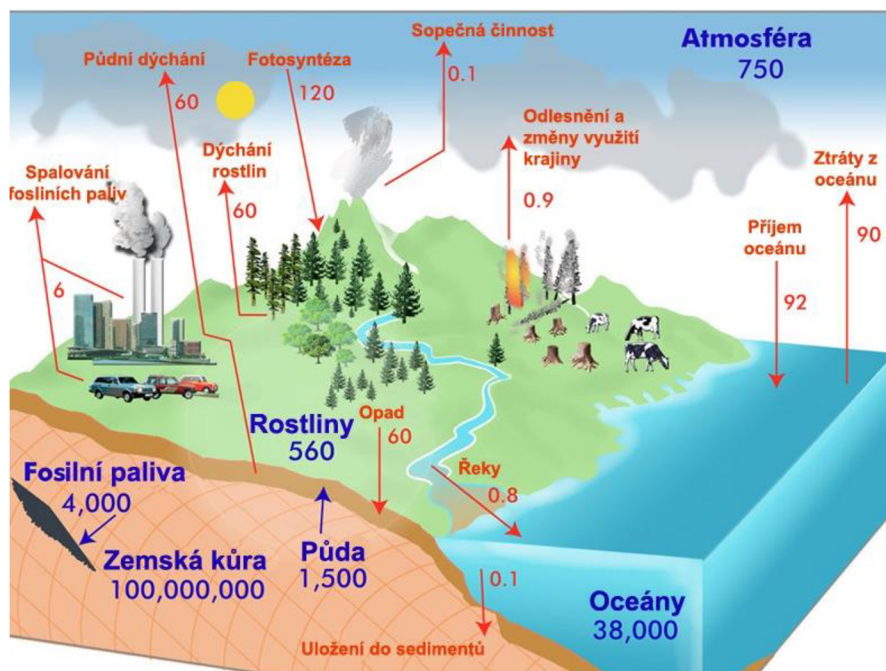 Sopečná činnost
0.1
Atmosféra
750
Půdní dýchání
60
Fotosyntéza
120
Odlesnění a
změny využití
krajiny
0.9
Ztráty z
oceánu
90
Dýchání
rostlin
60
Spalování
fosliních paliv
6
Příjem
oceánu
92
Rostliny
560
Opad
60
Řeky
0.8
Fosilní paliva
4,000
Zemská kůra
100,000,000
Půda
1,500
0.1
Uložení do sedimentů
Oceány
38,000